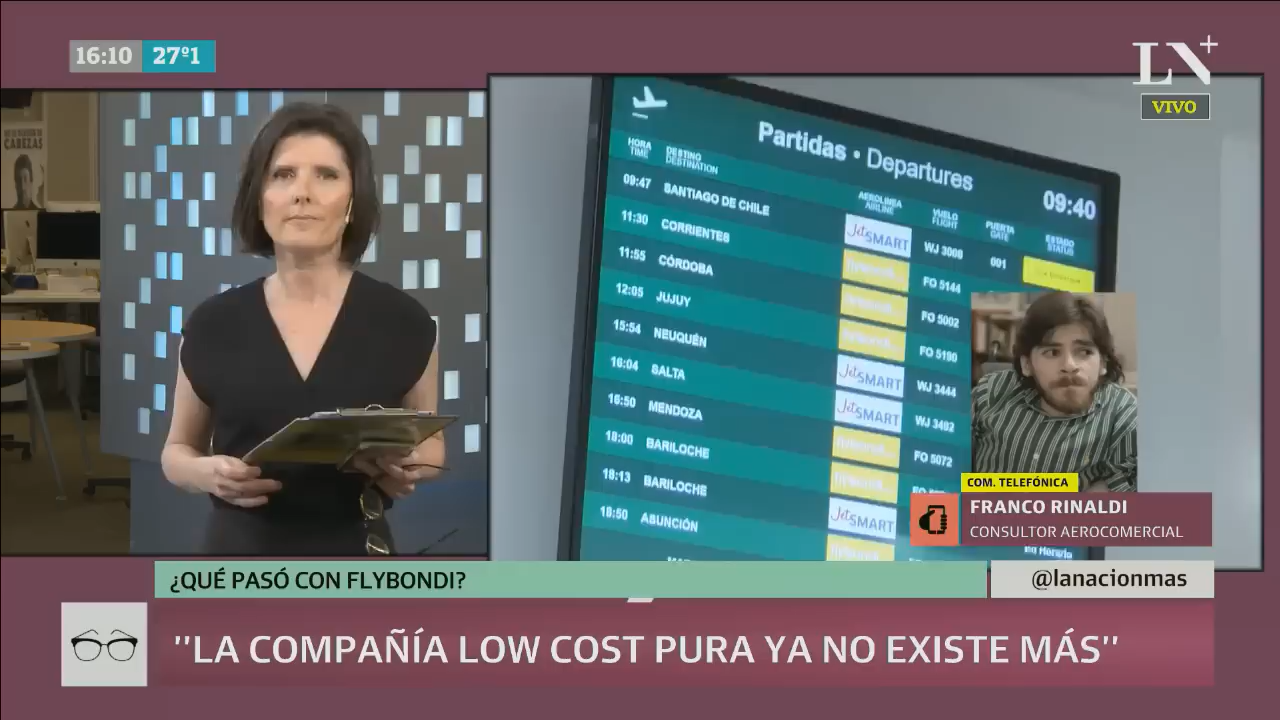 16:10 27º1
LN+
VIVO
CABEZAS
Partidas • Departures
09:40
HORA
TIME
DESTINO
DESTINATION
AEROLINEA
AIRLINE
VUELO
FLIGHT
PUERTA
GATE
ESTADO
STATUS
09:47 SANTIAGO DE CHILE JetSMART WJ 3008 001
11:30 CORRIENTES FO 5144
11:55 CÓRDOBA FO 5002
12:05 JUJUY FO 5190
15:54 NEUQUÉN JetSMART WJ 3444
16:04 SALTA JetSMART WJ 3482
16:50 MENDOZA FO 5072
18:00 BARILOCHE
18:13 BARILOCHE JetSMART
18:50 ASUNCIÓN
En Horario
COM. TELEFÓNICA
FRANCO RINALDI
CONSULTOR AEROCOMERCIAL
¿QUÉ PASÓ CON FLYBONDI?
@lanacionmas
"LA COMPAÑÍA LOW COST PURA YA NO EXISTE MÁS"